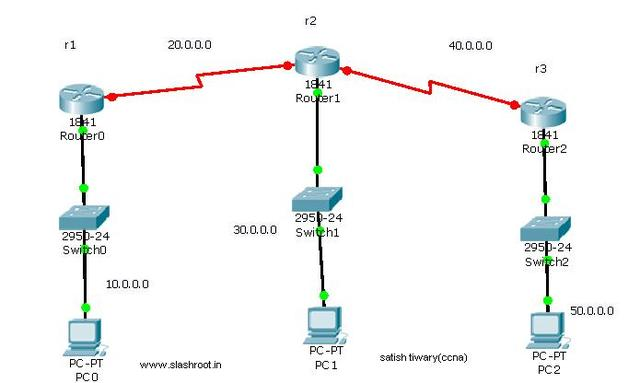 r2
r1
20.0.0.0
40.0.0.0
r3
1841
Router1
1841
Router0
1841
Router2
2950-24
Switch1
2950-24
Switch0
2950-24
Switch2
30.0.0.0
10.0.0.0
50.0.0.0
PC-PT
PC0
www.slashroot.in
PC-PT
PC1
satish tiwary(ccna)
PC-PT
PC2